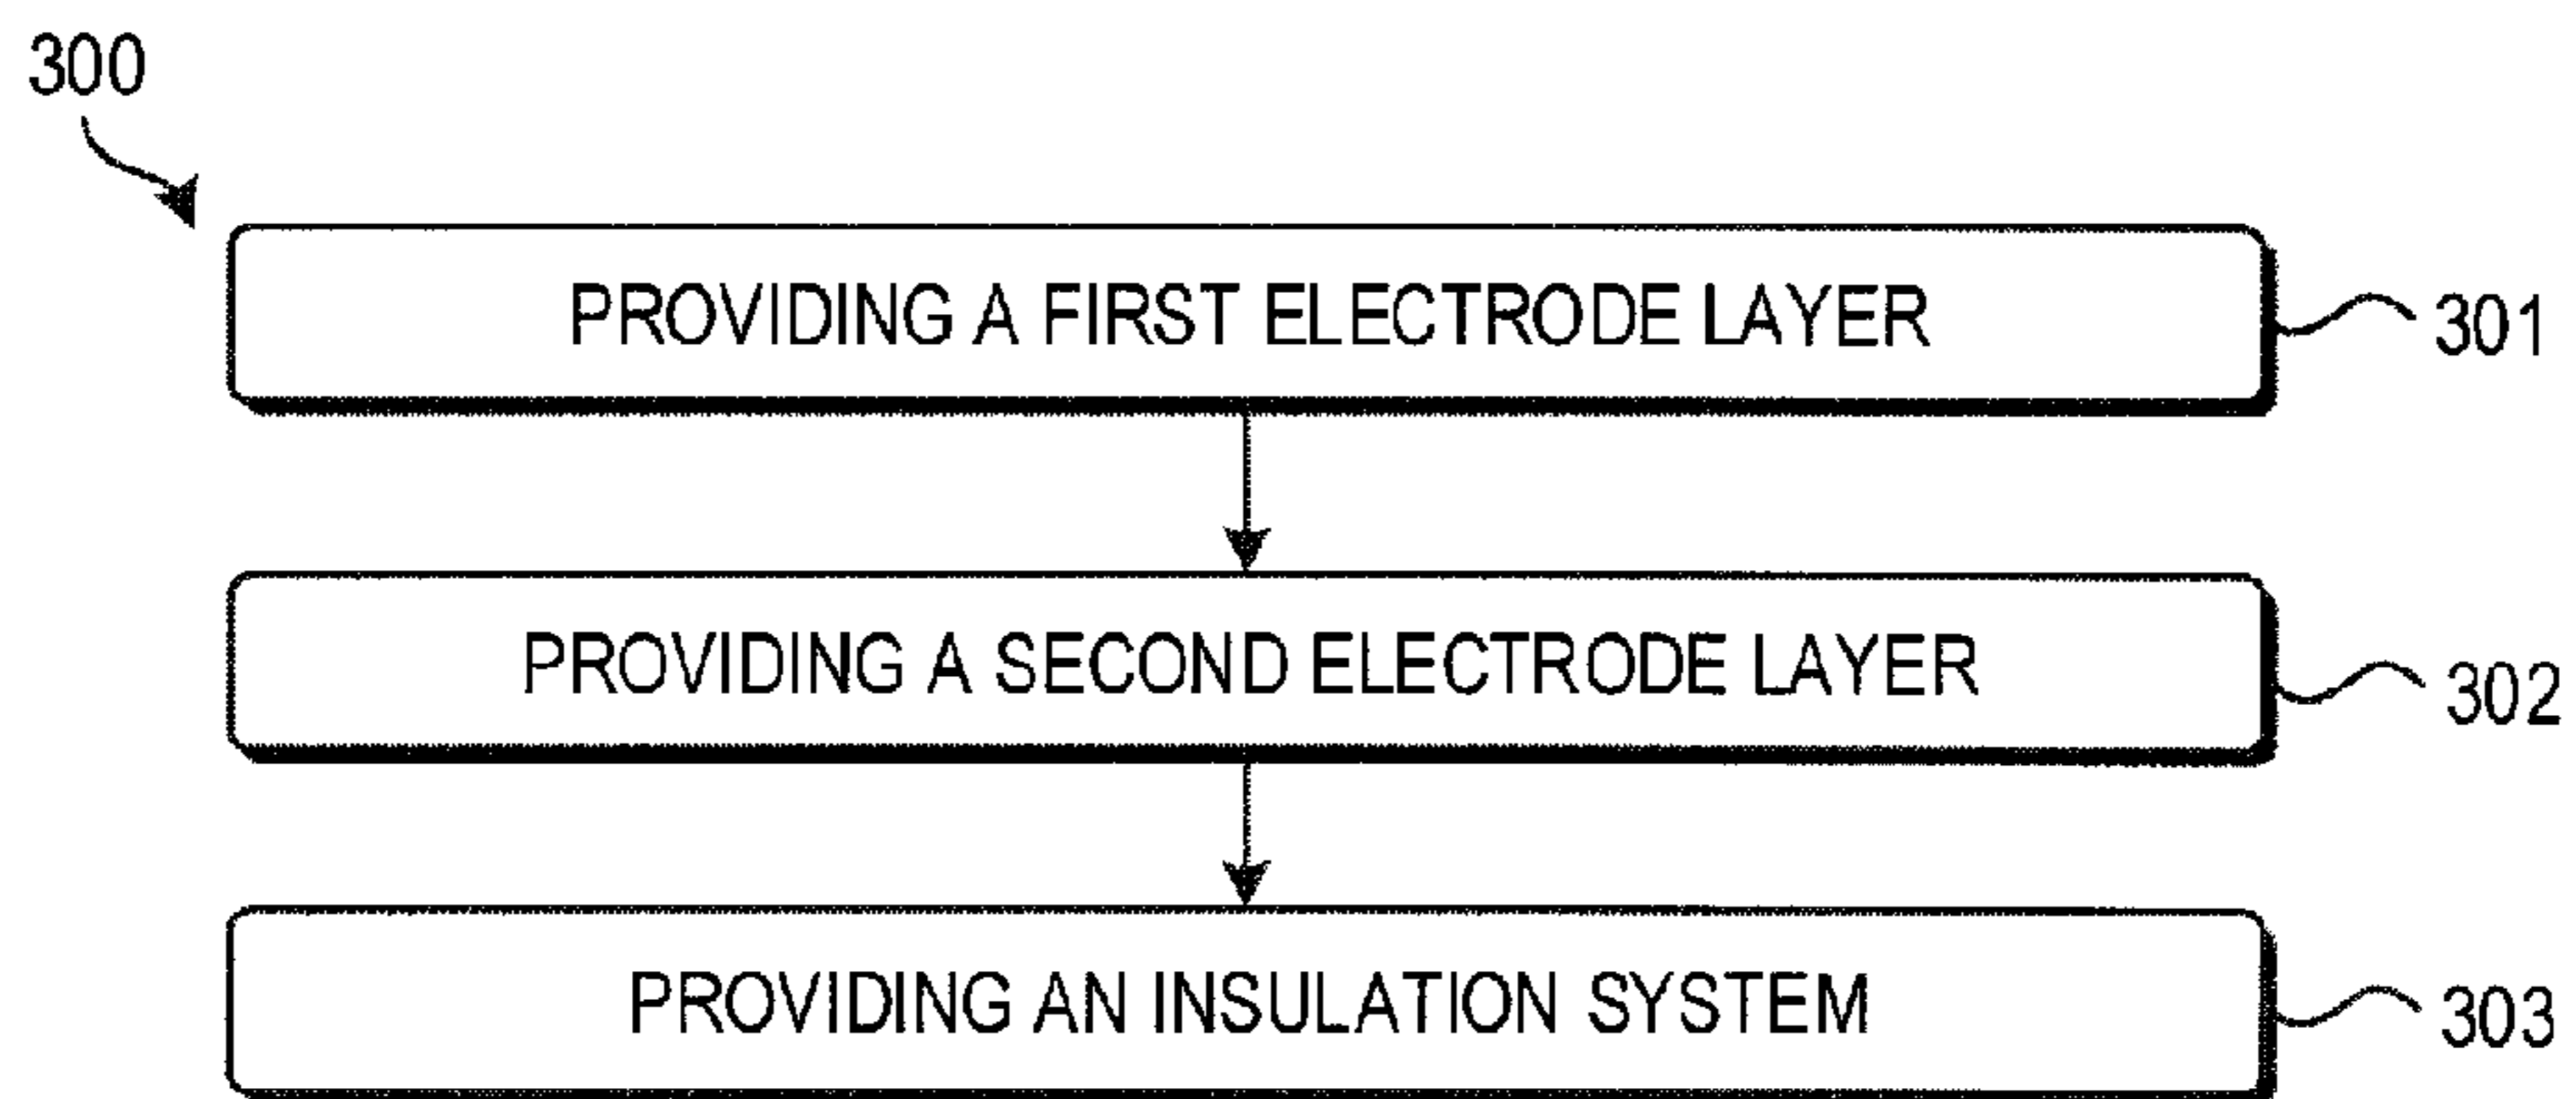 300
PROVIDING A FIRST ELECTRODE LAYER
301
PROVIDING A SECOND ELECTRODE LAYER
302
PROVIDING AN INSULATION SYSTEM
303